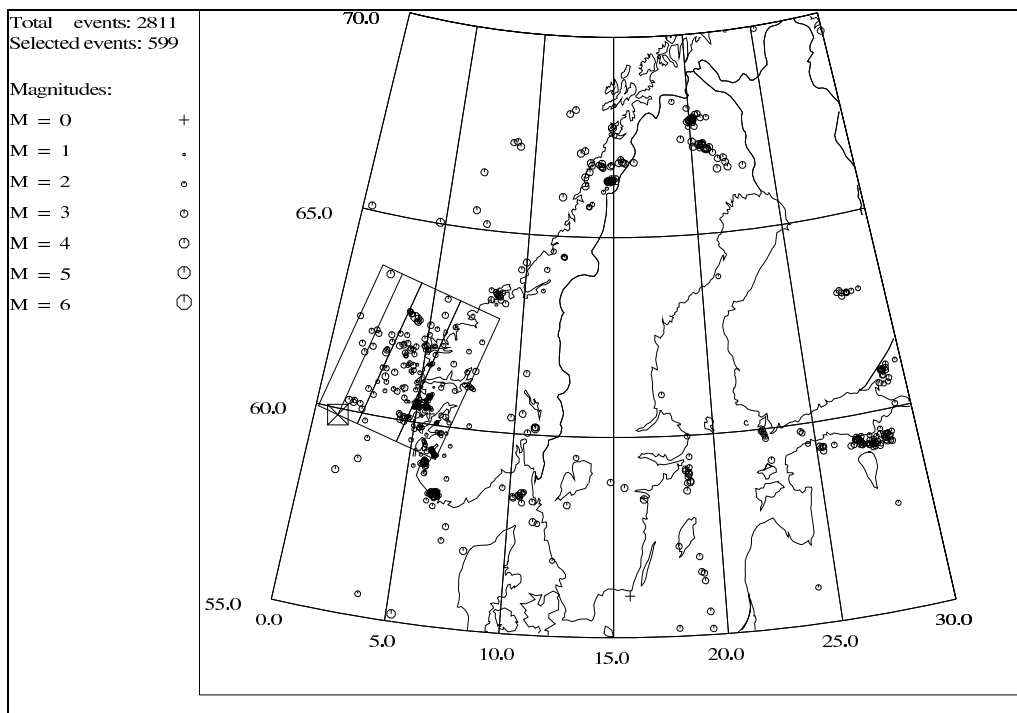 Total events: 2811
Selected events: 599
Magnitudes:
M = 0
M = 1
M = 2
M = 3
M = 4
M = 5
M = 6
70.0
65.0
60.0
55.0
0.0
5.0
10.0
15.0
20.0
25.0
30.0